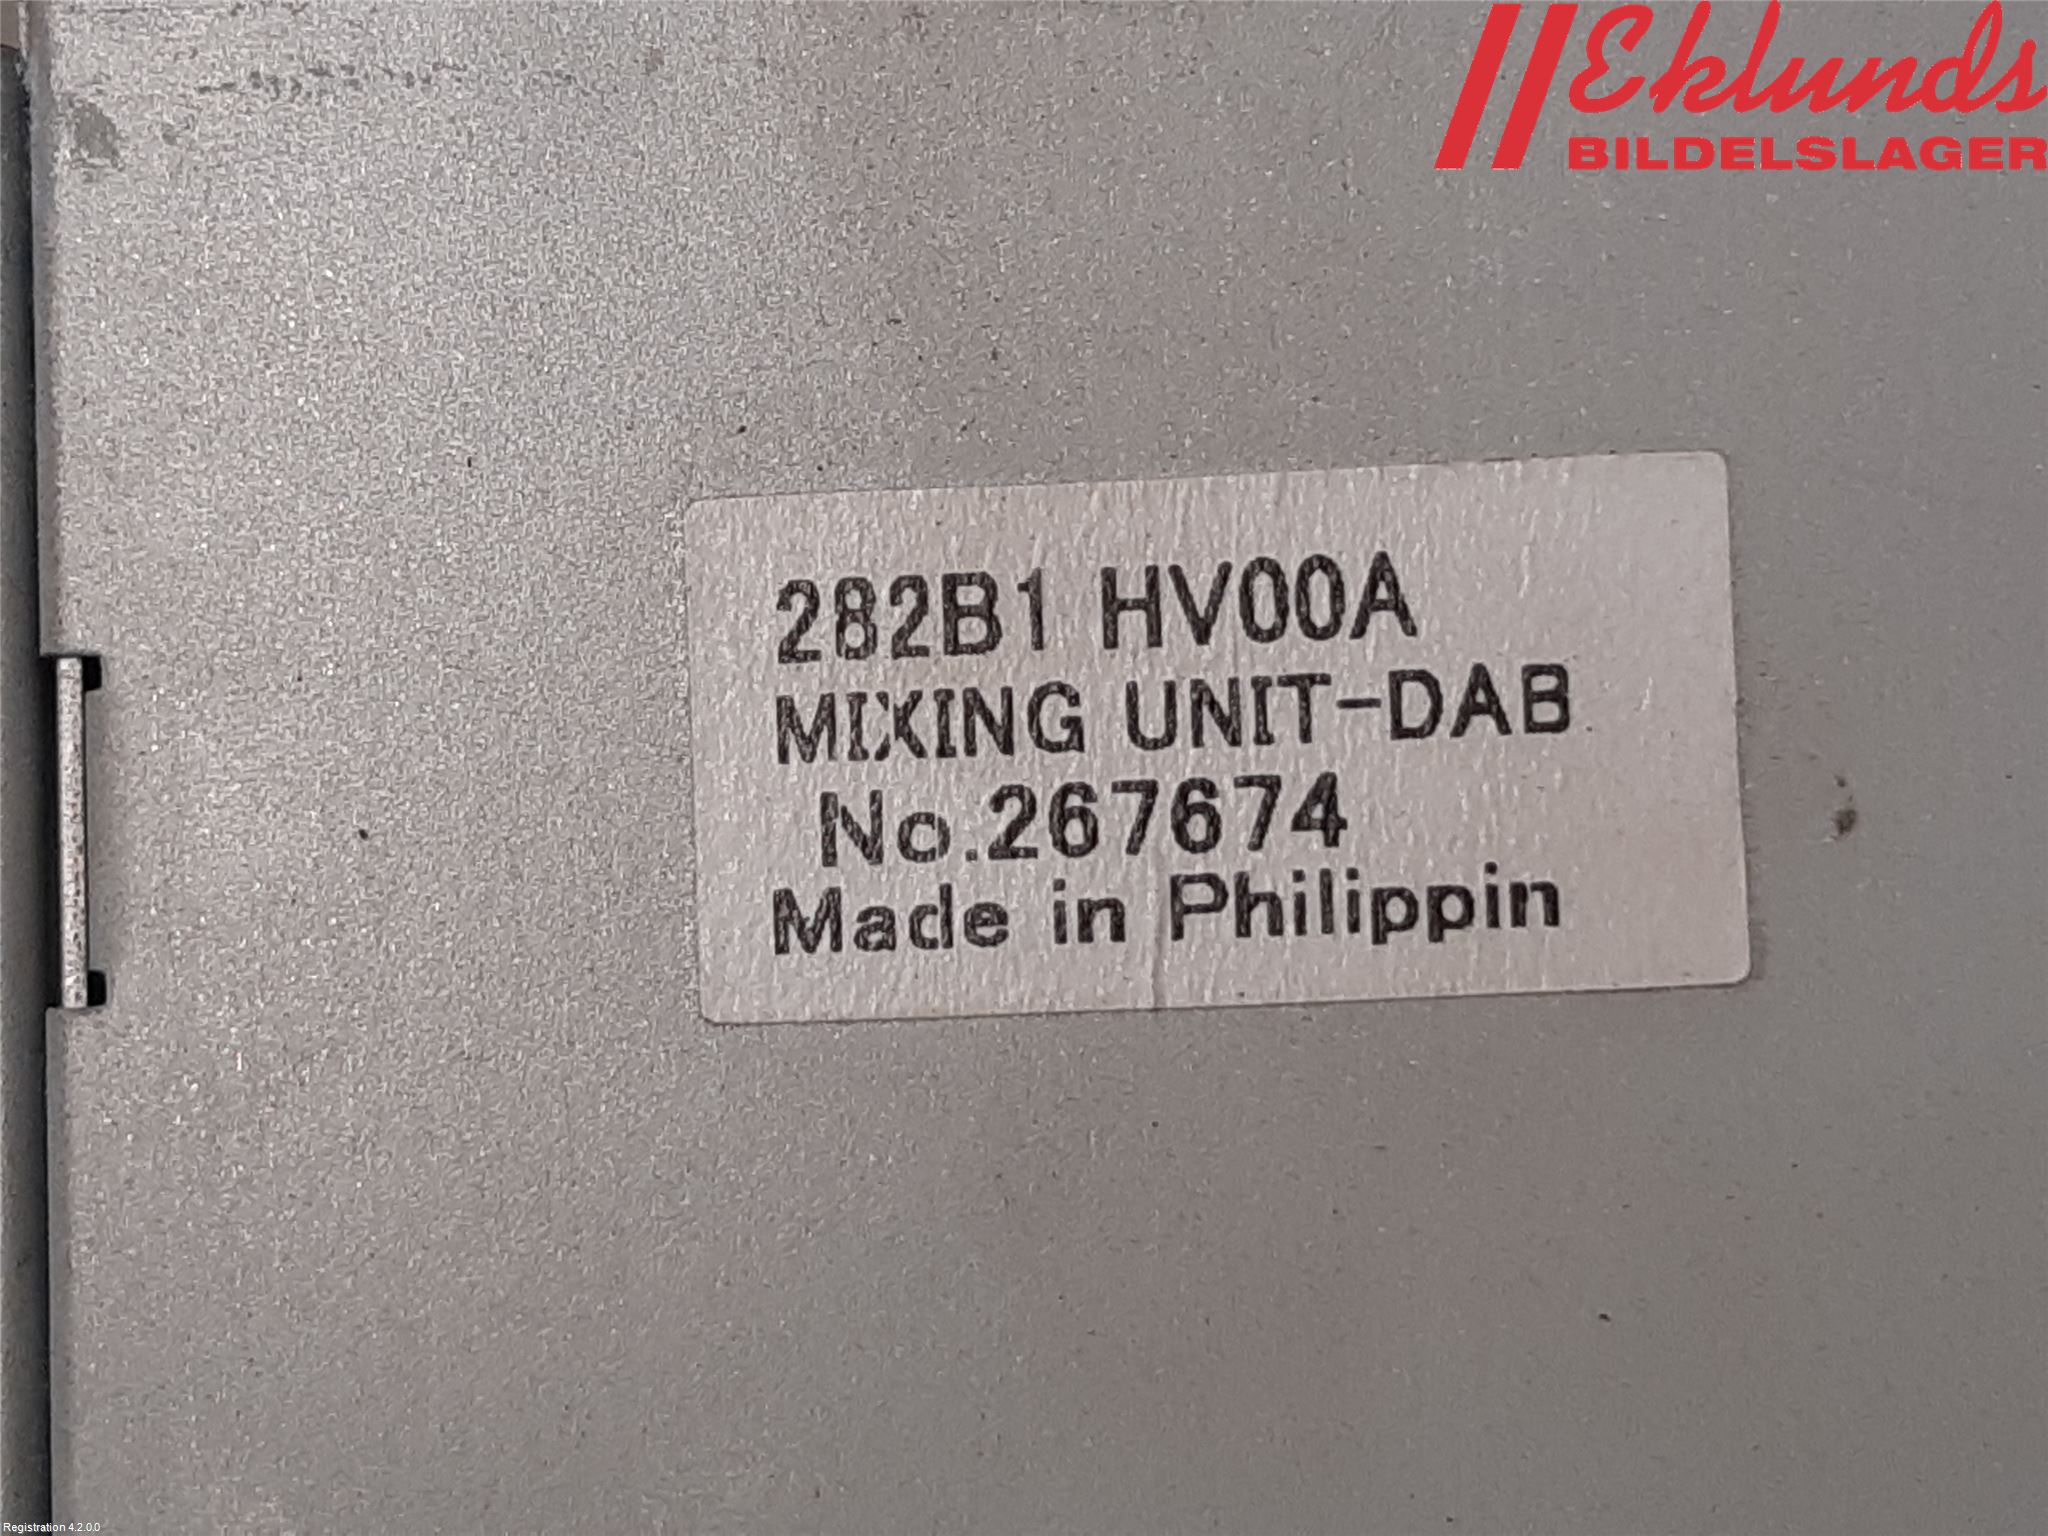 Eklunds
BILDELSLAGER
282B1 HV00A
MIXING UNIT-DAB
No.267674
Made in Philippin
Registration 4.2.0.0